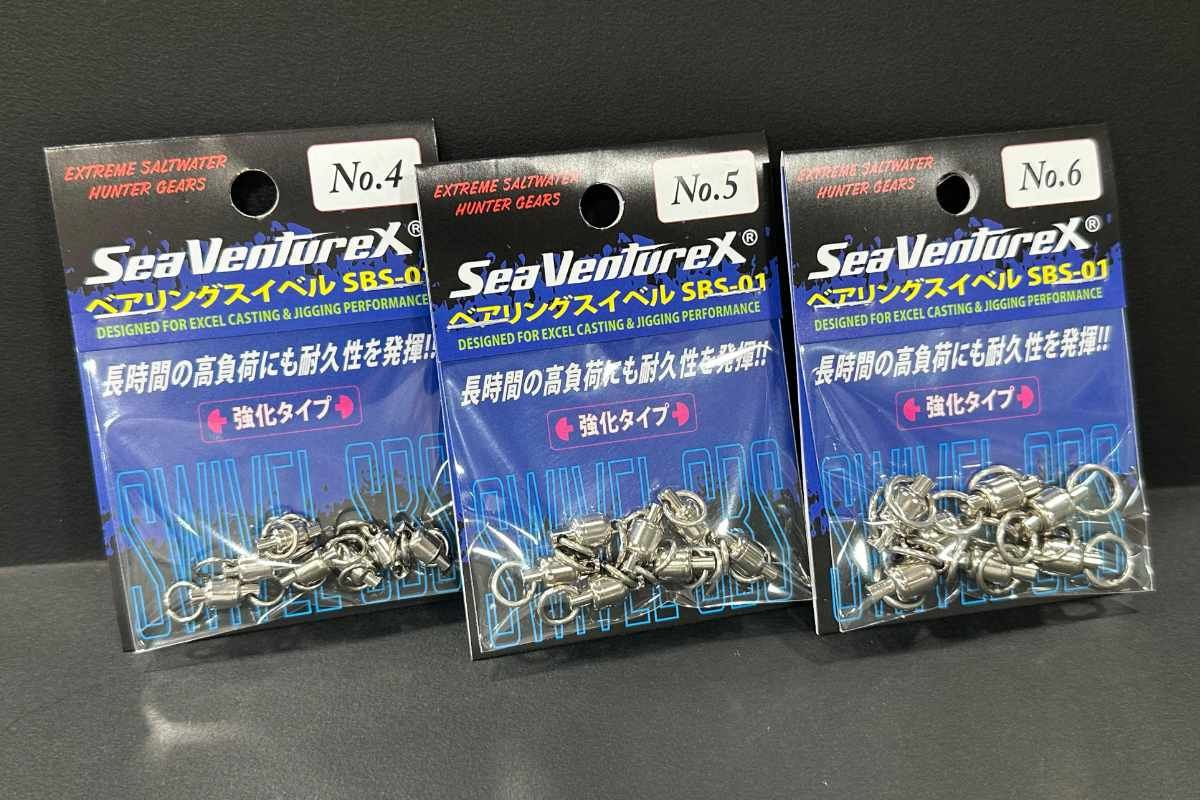 EXTREME SALTWATER
HUNTER GEARS
No.4
SeaVentureX®
ベアリングスイベル SBS-01
DESIGNED FOR EXCEL CASTING & JIGGING PERFORMANCE
長時間の高負荷にも耐久性を発揮!!
強化タイプ
SWIVEL SBS
EXTREME SALTWATER
HUNTER GEARS
No.5
SeaVentureX®
ベアリングスイベル SBS-01
DESIGNED FOR EXCEL CASTING & JIGGING PERFORMANCE
長時間の高負荷にも耐久性を発揮!!
強化タイプ
SWIVEL SBS
EXTREME SALTWATER
HUNTER GEARS
No.6
SeaVentureX®
ベアリングスイベル SBS-01
DESIGNED FOR EXCEL CASTING & JIGGING PERFORMANCE
長時間の高負荷にも耐久性を発揮!!
強化タイプ
SWIVEL SBS